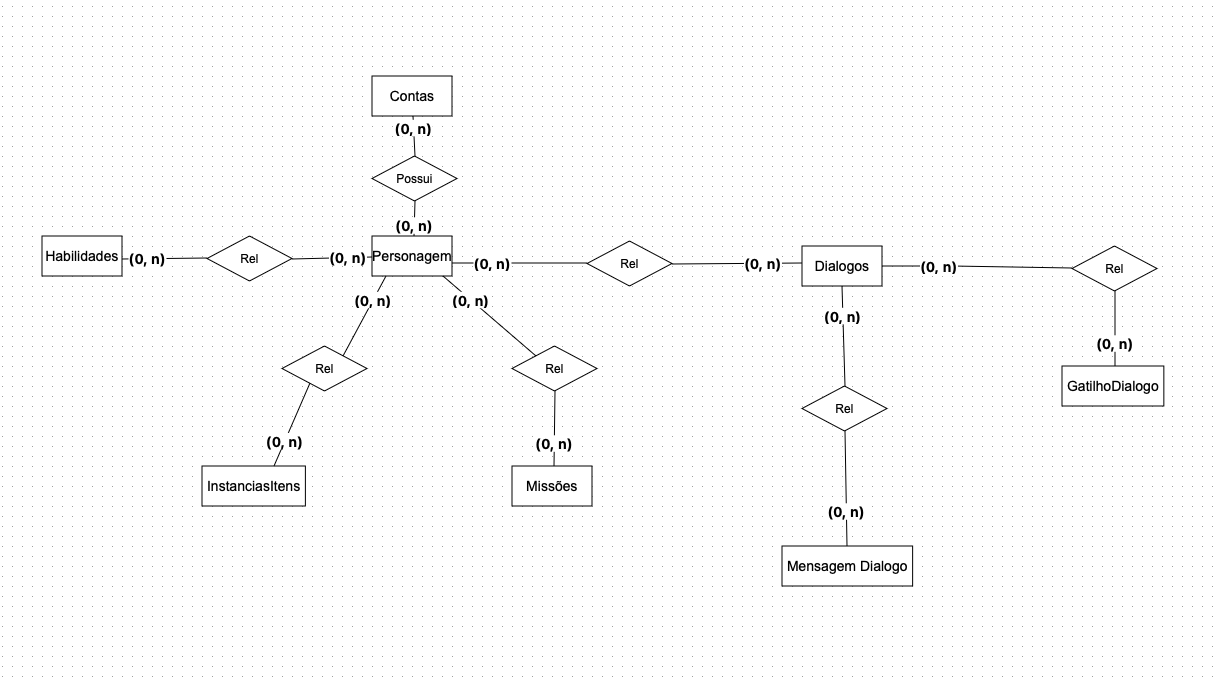 Contas
(0, n)
Possui
(0, n)
Habilidades
(0, n)
Rel
(0, n)
Personagem
(0, n)
Rel
(0, n)
Dialogos
(0, n)
Rel
(0, n)
(0, n)
(0, n)
(0, n)
Rel
Rel
GatilhoDialogo
Rel
(0, n)
(0, n)
InstanciasItens
Missões
(0, n)
Mensagem Dialogo